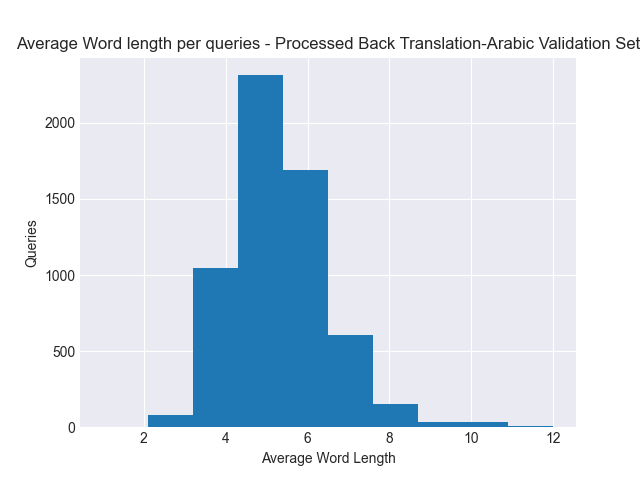 Average Word length per queries - Processed Back Translation-Arabic Validation Set
2000
1500
1000
500
0
Queries
2 4 6 8 10 12
Average Word Length